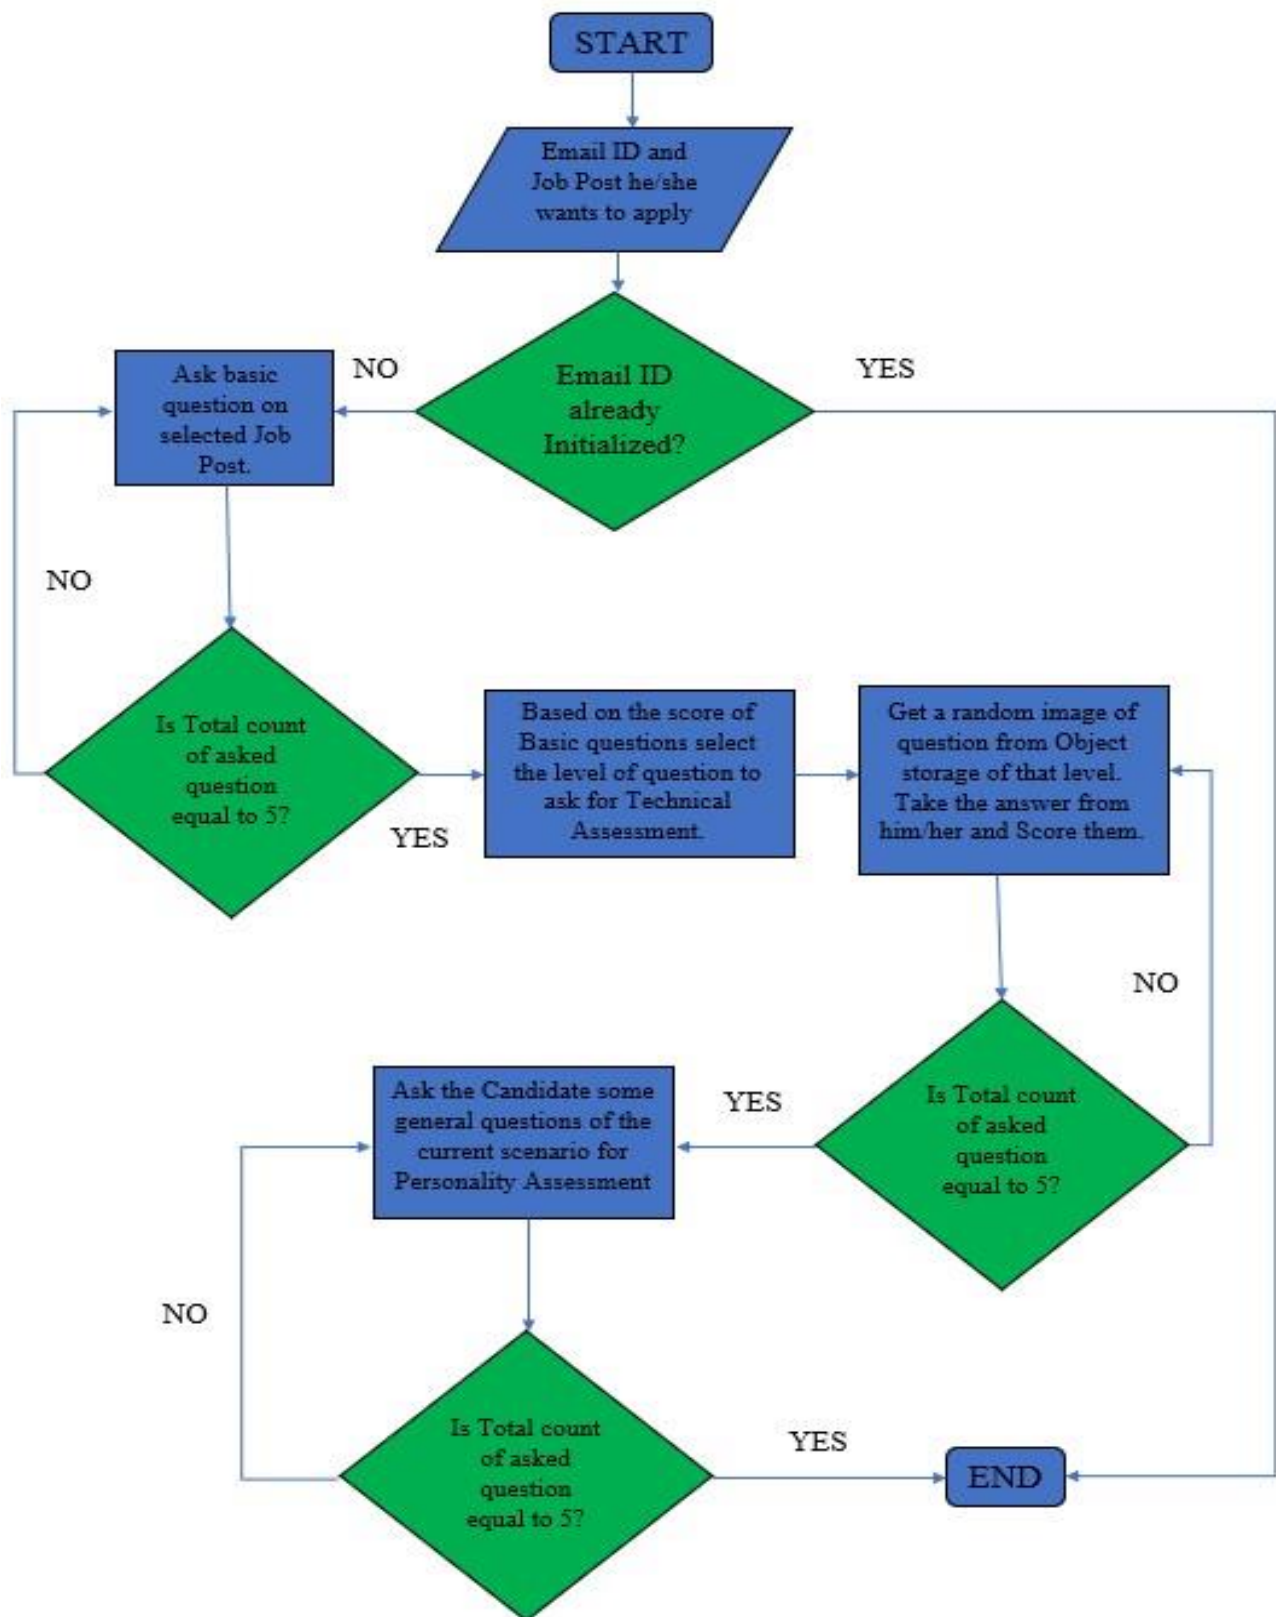 START
Email ID and
Job Post he/she
wants to apply
NO
YES
Ask basic
question on
selected Job
Post.
Email ID
already
Initialized?
NO
Is Total count
of asked
question
equal to 5?
YES
Based on the score of
Basic questions select
the level of question to
ask for Technical
Assessment.
Get a random image of
question from Object
storage of that level.
Take the answer from
him/her and Score them.
NO
Is Total count
of asked
question
equal to 5?
YES
Ask the Candidate some
general questions of the
current scenario for
Personality Assessment
NO
Is Total count
of asked
question
equal to 5?
YES
END